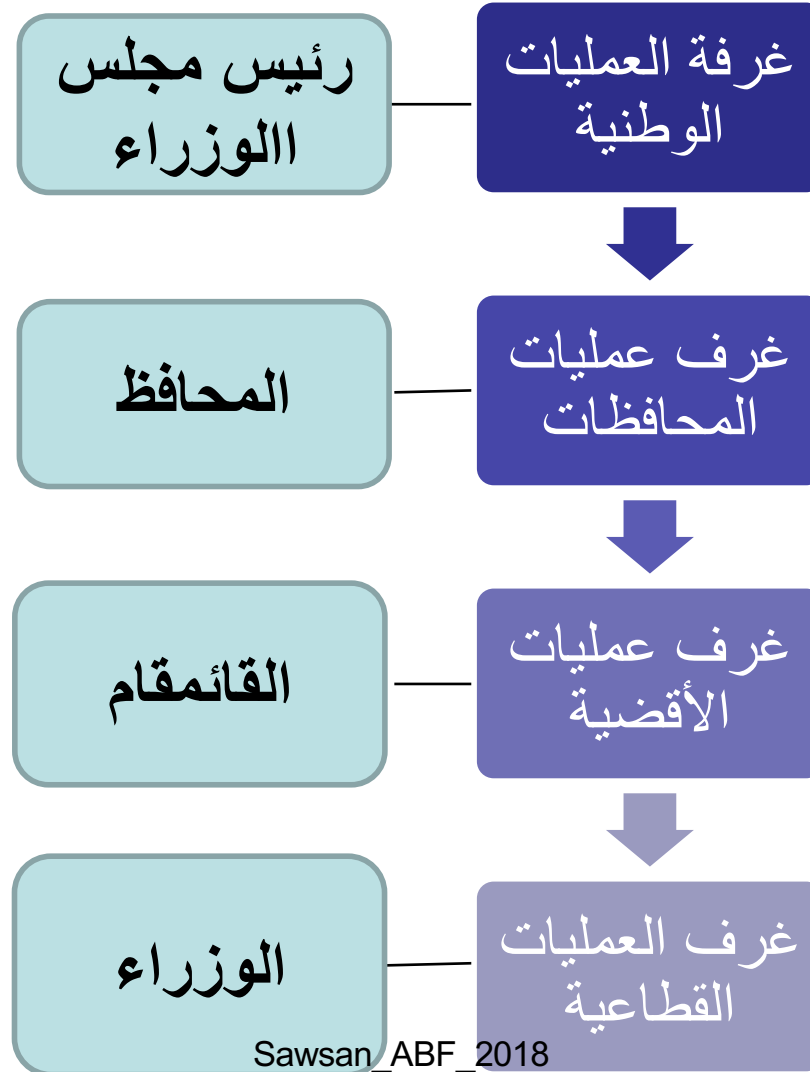 غرفة العمليات
الوطنية
رئيس مجلس
االوزراء
غرف عمليات
المحافظات
المحافظ
غرف عمليات
الأقضية
القائمقام
غرف العمليات
القطاعية
الوزراء
Sawsan_ABF_2018